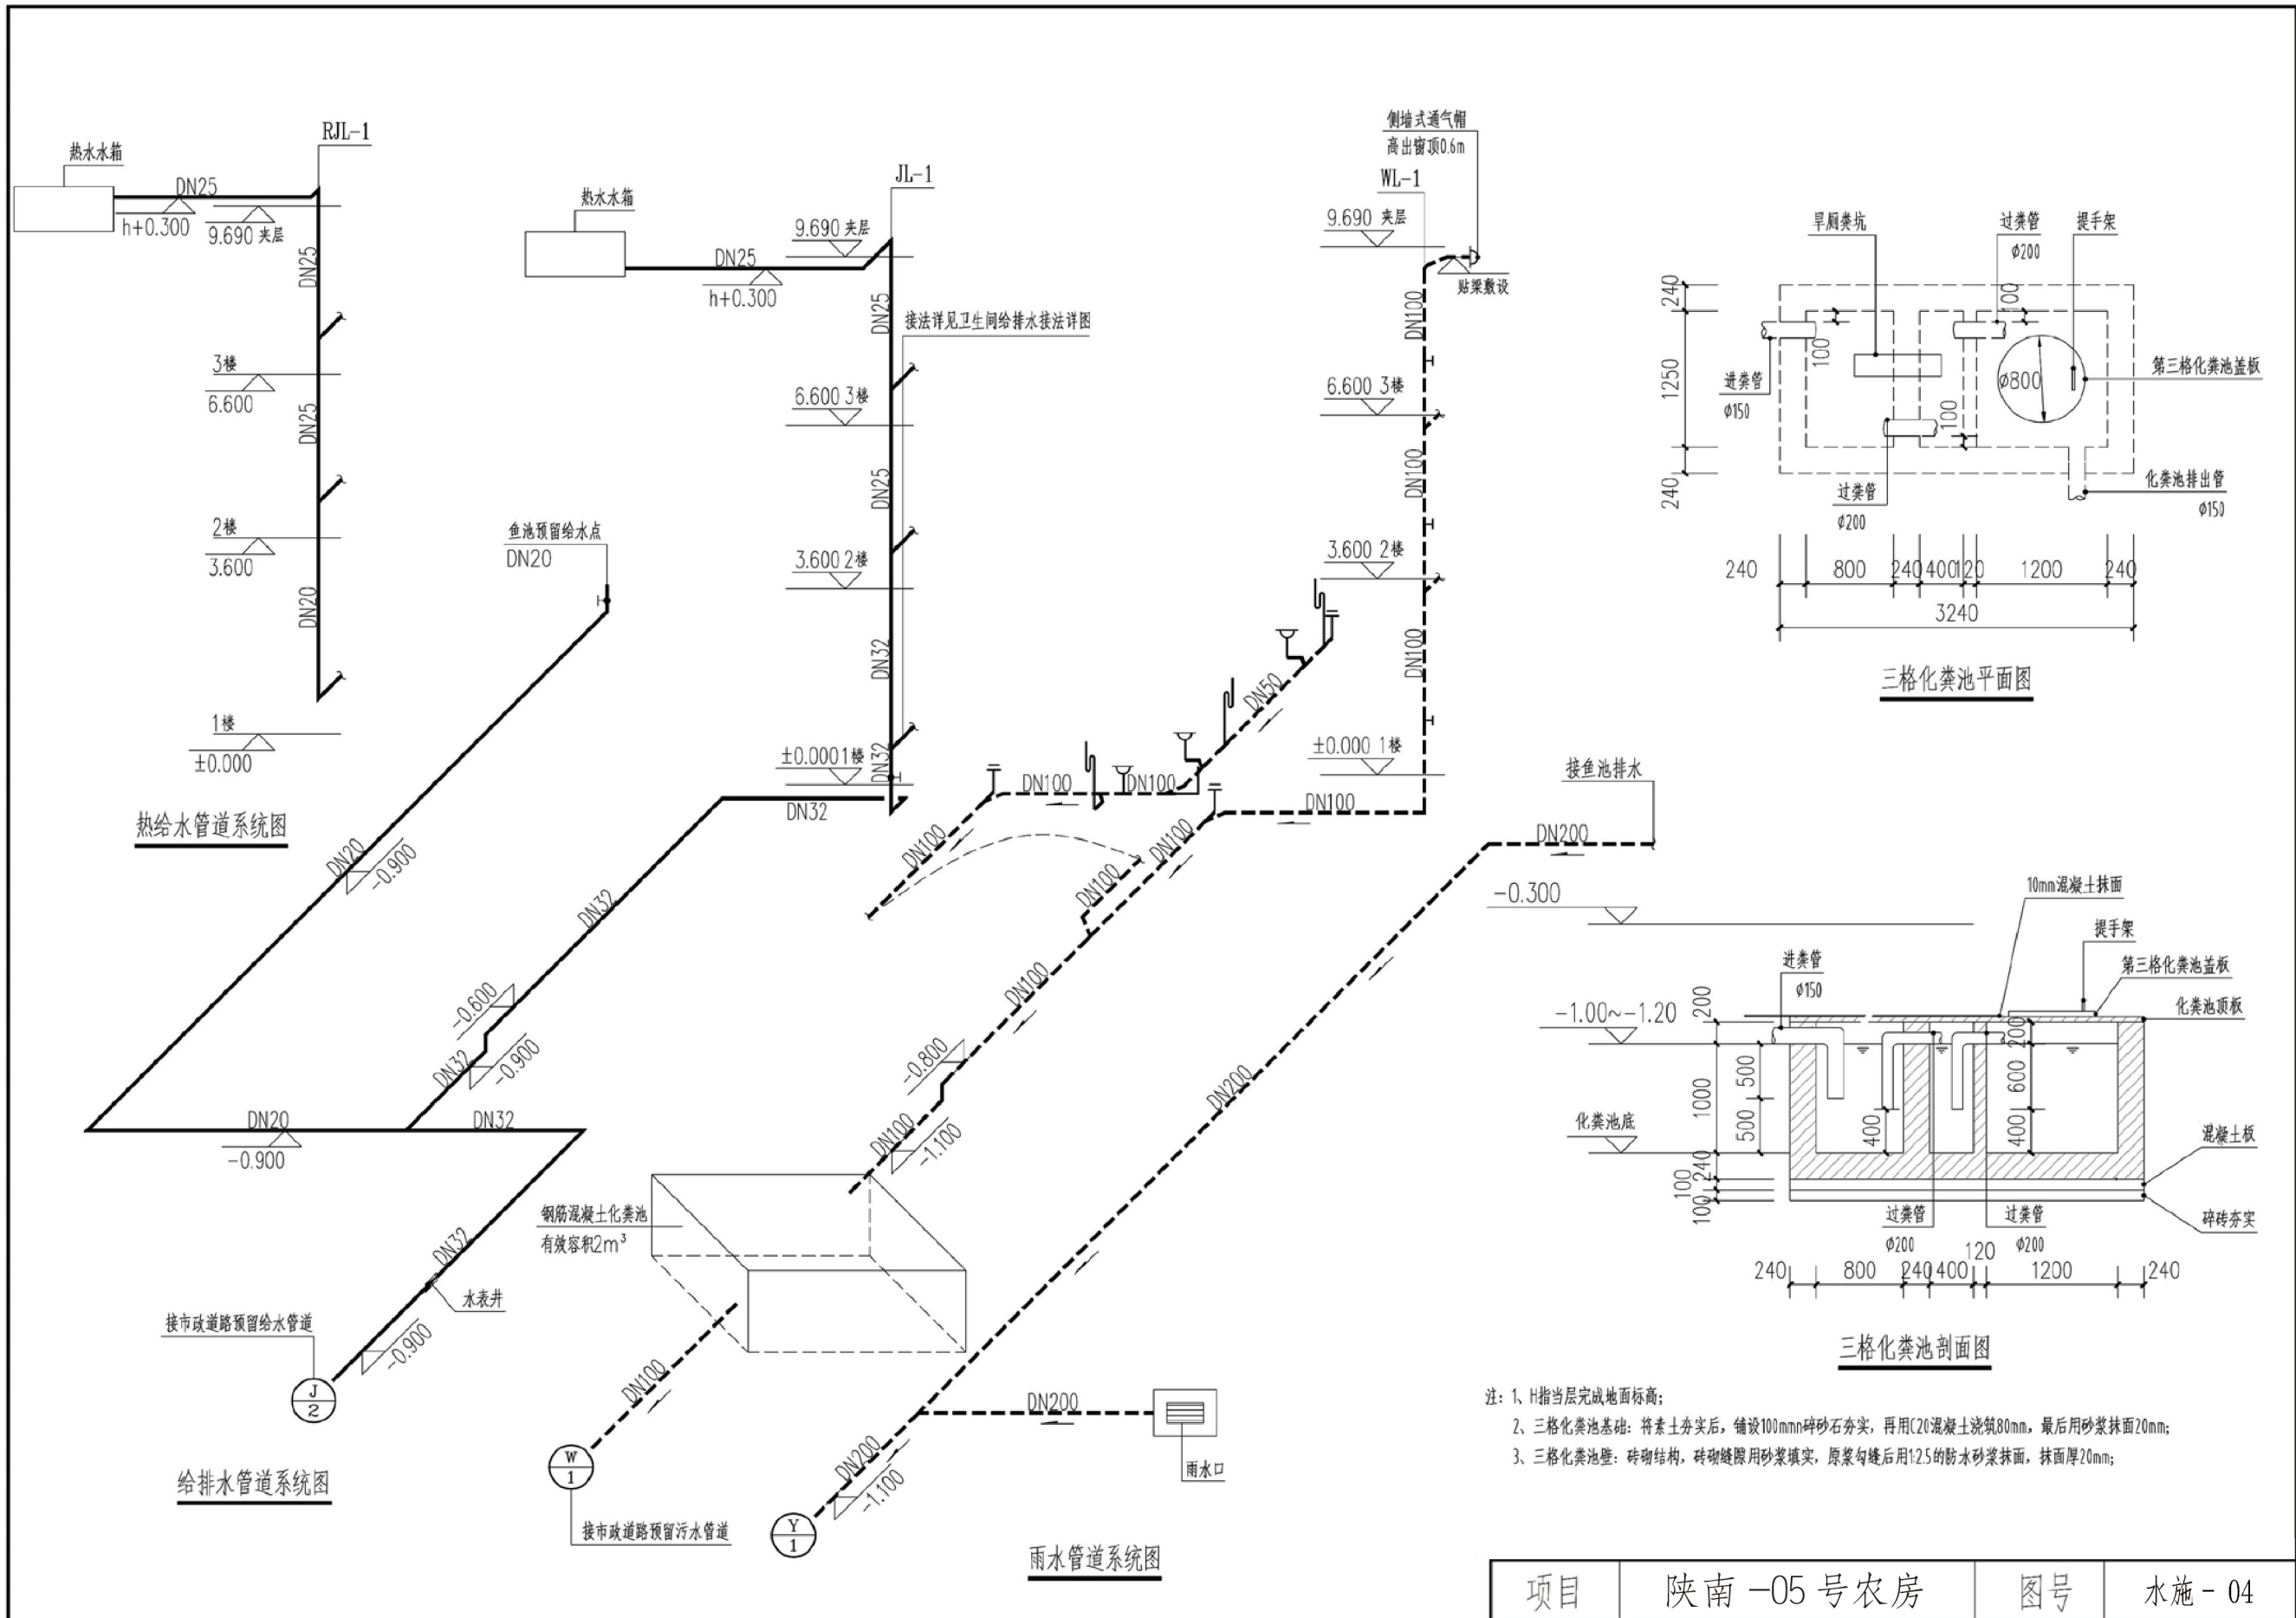 RJL-1
热水水箱
DN25
h+0.300
9.690 夹层
DN25
3楼
6.600
DN25
2楼
3.600
DN20
1楼
±0.000
热给水管道系统图
鱼池预留给水点
DN20
DN20
-0.900
DN20
-0.900
JL-1
热水水箱
DN25
h+0.300
9.690 夹层
DN25
接法详见卫生间给排水接法详图
6.600 3楼
DN25
3.600 2楼
DN32
±0.000 1楼
DN32
DN32
DN32
-0.600
DN32
-0.900
DN32
DN32
水表井
-0.900
接市政道路预留给水管道
J
2
给排水管道系统图
侧墙式通气帽
高出窗顶0.6m
WL-1
9.690 夹层
贴梁敷设
DN100
6.600 3楼
DN100
3.600 2楼
DN100
±0.000 1楼
DN100
DN50
DN100
DN100
DN100
DN100
DN100
DN100
-0.800
DN100
-1.100
钢筋混凝土化粪池
有效容积2m³
DN100
W
1
接市政道路预留污水管道
接鱼池排水
DN200
DN200
DN200
雨水口
DN200
-1.100
Y
1
雨水管道系统图
旱厕粪坑
过粪管
Φ200
提手架
240
1250
240
100
100
100
Φ800
进粪管
Φ150
第三格化粪池盖板
过粪管
Φ200
化粪池排出管
Φ150
240
800
240
400
120
1200
240
3240
三格化粪池平面图
-0.300
10mm混凝土抹面
提手架
第三格化粪池盖板
化粪池顶板
进粪管
Φ150
-1.00~-1.20
200
1000
240
100
100
500
500
400
200
600
400
化粪池底
混凝土板
碎砖夯实
过粪管
Φ200
过粪管
Φ200
240
800
240
400
120
1200
240
三格化粪池剖面图
注：1、H指当层完成地面标高；
2、三格化粪池基础：将素土夯实后，铺设100mmn碎砂石夯实，再用C20混凝土浇筑80mm，最后用砂浆抹面20mm；
3、三格化粪池壁：砖砌结构，砖砌缝隙用砂浆填实，原浆勾缝后用1:2.5的防水砂浆抹面，抹面厚20mm；
项目
陕南-05号农房
图号
水施-04